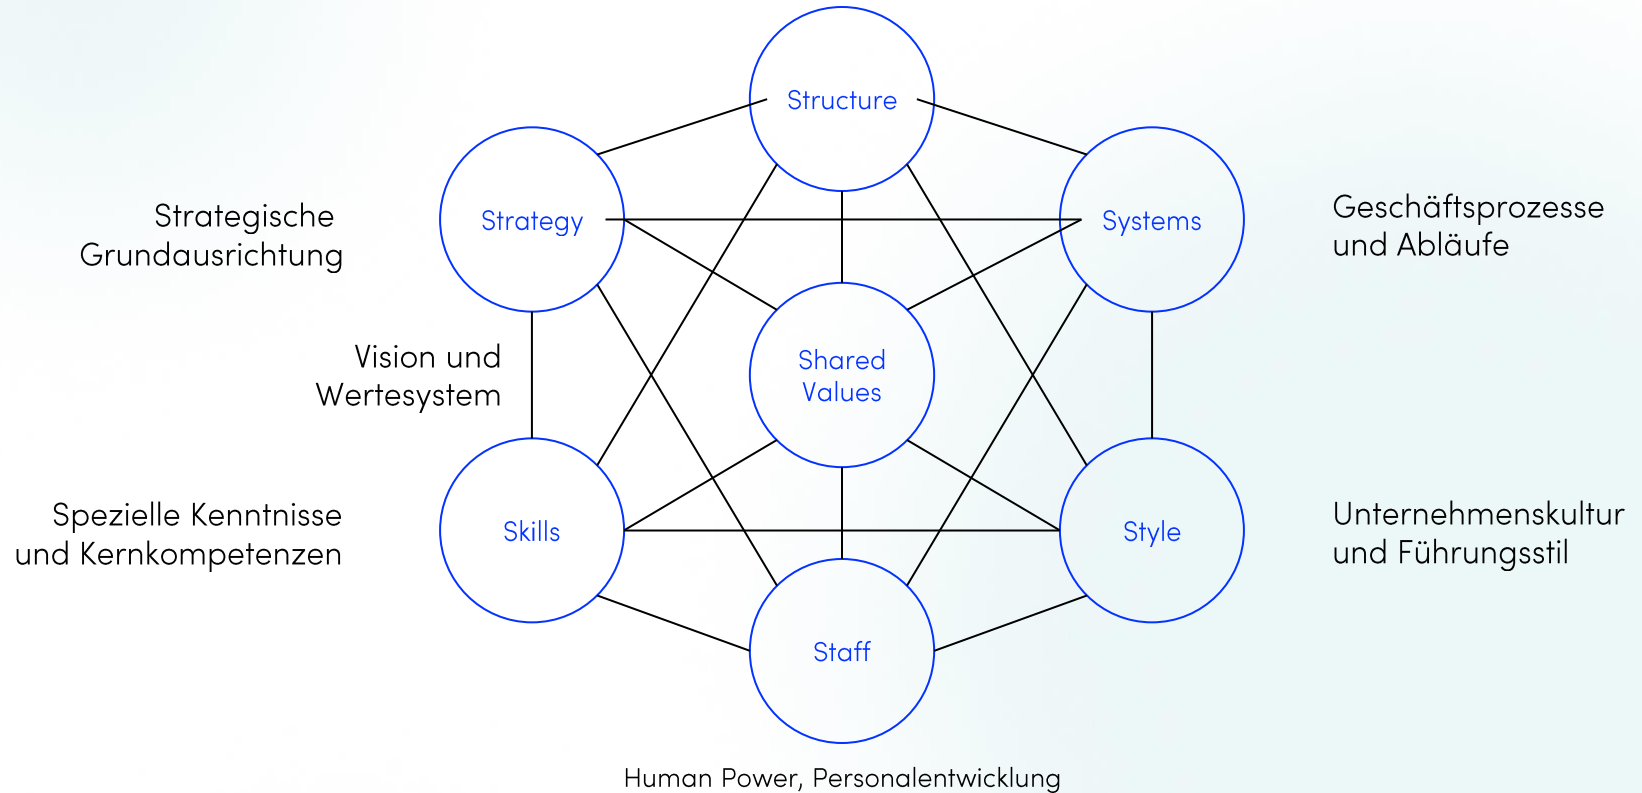 Structure
Strategy
Systems
Strategische
Grundausrichtung
Geschäftsprozesse
und Abläufe
Vision und
Wertesystem
Shared
Values
Spezielle Kenntnisse
und Kernkompetenzen
Skills
Style
Unternehmenskultur
und Führungsstil
Staff
Human Power, Personalentwicklung